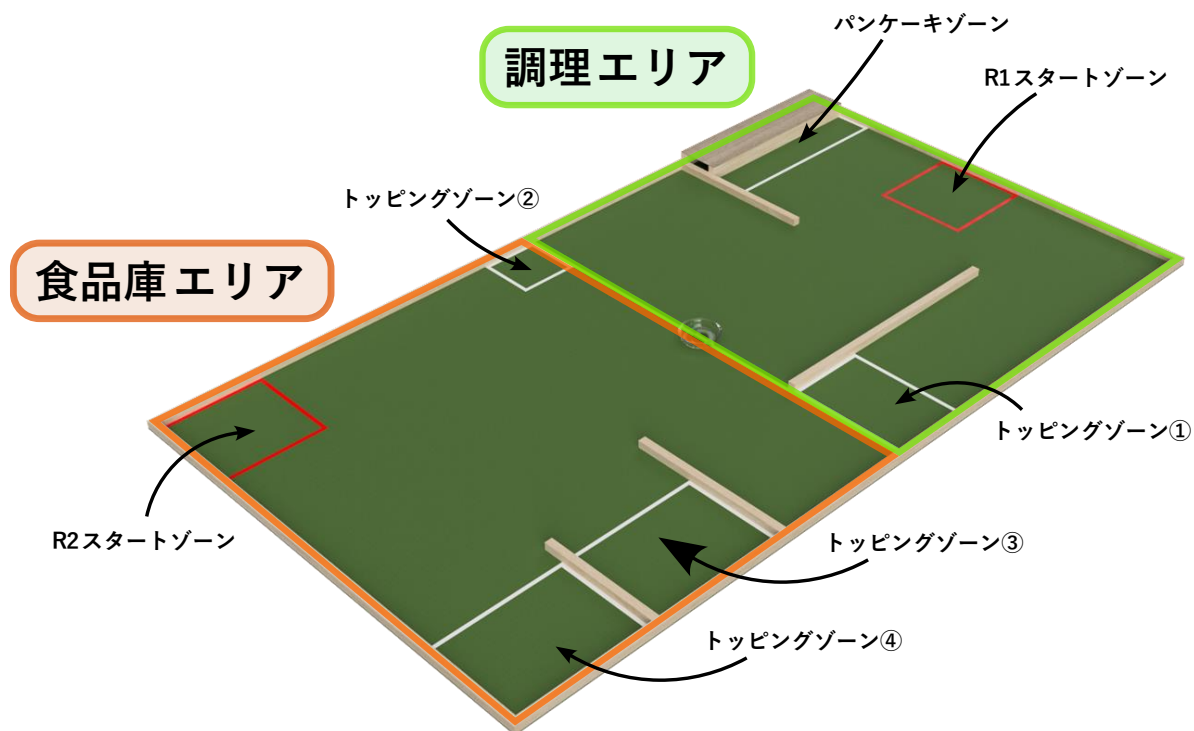 パンケーキゾーン
調理エリア
R1スタートゾーン
トッピングゾーン②
食品庫エリア
トッピングゾーン①
R2スタートゾーン
トッピングゾーン③
トッピングゾーン④